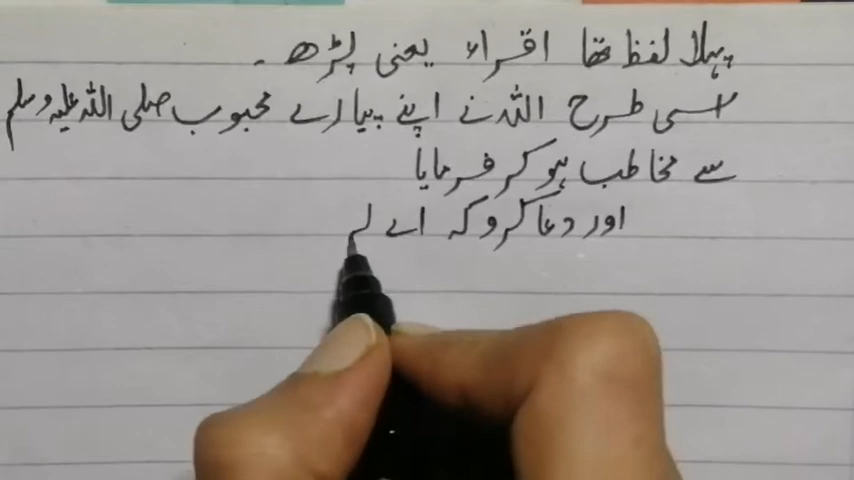 پہلا لفظ تھا اقراء یعنی پڑھ ۔
اسی طرح اللہ نے اپنے پیارے محبوب صلی اللہ علیہ وسلم
سے مخاطب ہو کر فرمایا
اور دعا کرو کہ اے